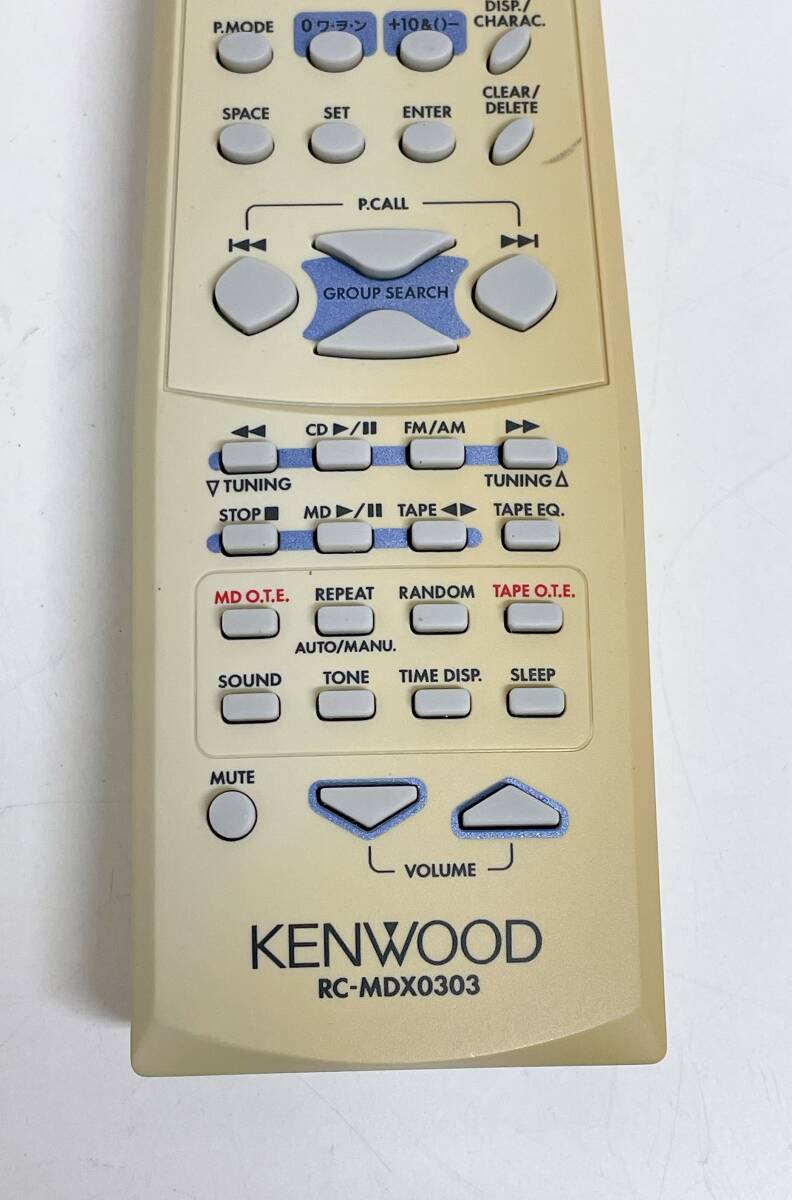 DISP./
P.MODE 0 ワ・ヲ・ン +10&()− CHARAC.
CLEAR/
SPACE SET ENTER DELETE
P.CALL
⏮ ⏭
GROUP SEARCH
◀◀ CD ▶/❚❚ FM/AM ▶▶
▽ TUNING TUNING △
STOP ■ MD ▶/❚❚ TAPE ◀▶ TAPE EQ.
MD O.T.E. REPEAT RANDOM TAPE O.T.E.
AUTO/MANU.
SOUND TONE TIME DISP. SLEEP
MUTE
VOLUME
KENWOOD
RC-MDX0303